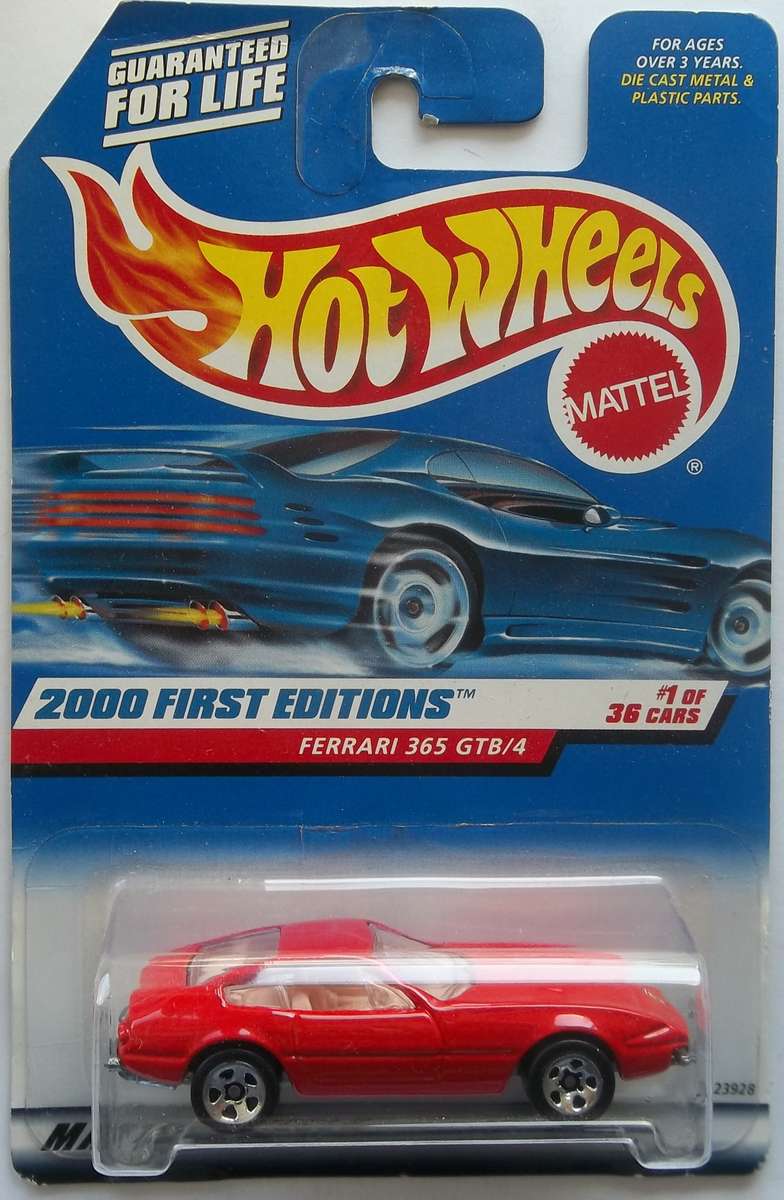 GUARANTEED
FOR LIFE
FOR AGES
OVER 3 YEARS.
DIE CAST METAL &
PLASTIC PARTS.
HOT WHEELS
MATTEL
®
2000 FIRST EDITIONS™
#1 OF
36 CARS
FERRARI 365 GTB/4
23928